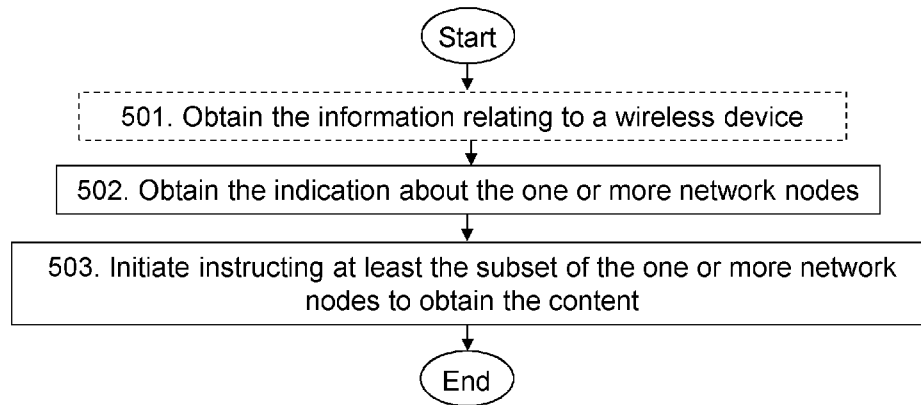 Start
501. Obtain the information relating to a wireless device
502. Obtain the indication about the one or more network nodes
503. Initiate instructing at least the subset of the one or more network
nodes to obtain the content
End